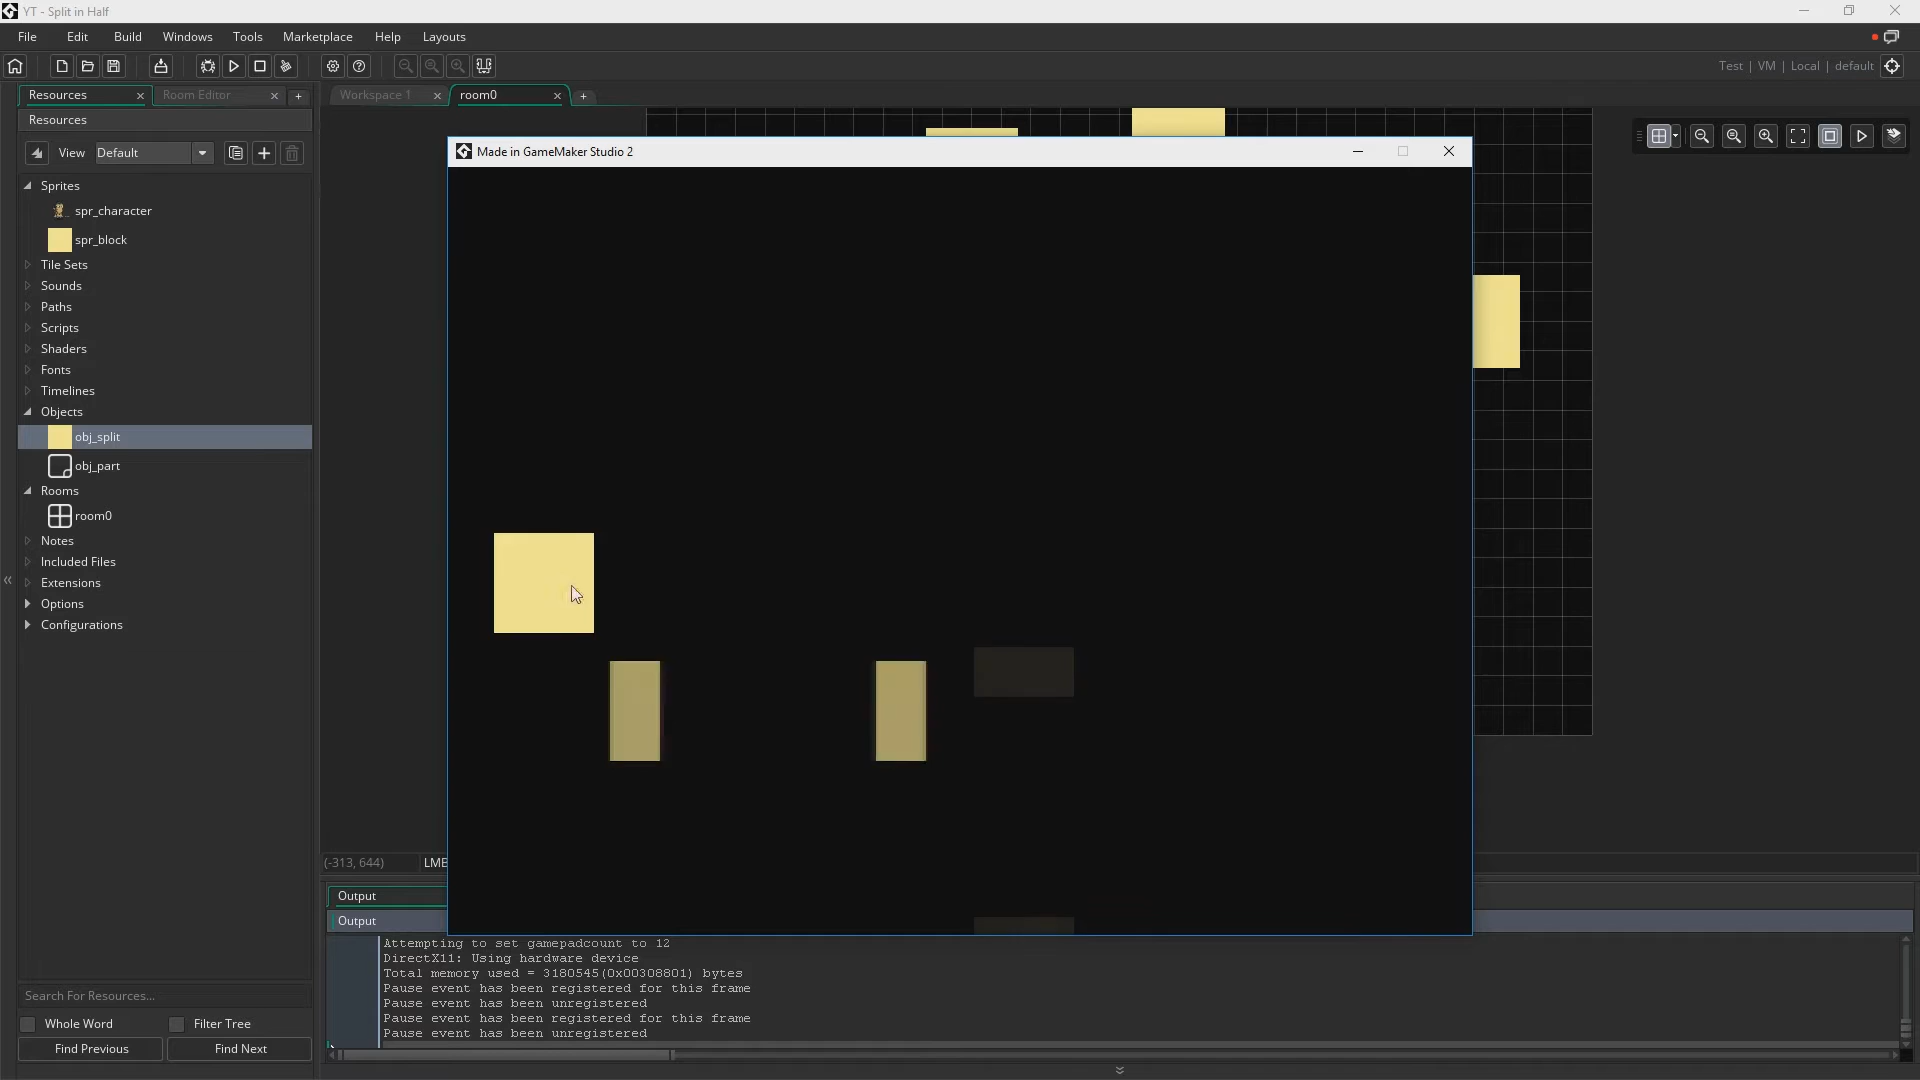 YT - Split in Half
File Edit Build Windows Tools Marketplace Help Layouts
Test | VM | Local | default
Resources Room Editor Workspace 1 room0
Resources
View Default
Made in GameMaker Studio 2
Sprites
spr_character
spr_block
Tile Sets
Sounds
Paths
Scripts
Shaders
Fonts
Timelines
Objects
obj_split
obj_part
Rooms
room0
Notes
Included Files
Extensions
Options
Configurations
(-313, 644) LMB
Output
Output
Attempting to set gamepadcount to 12
DirectX11: Using hardware device
Total memory used = 3180545(0x00308801) bytes
Pause event has been registered for this frame
Pause event has been unregistered
Pause event has been registered for this frame
Pause event has been unregistered
Search For Resources...
Whole Word Filter Tree
Find Previous Find Next